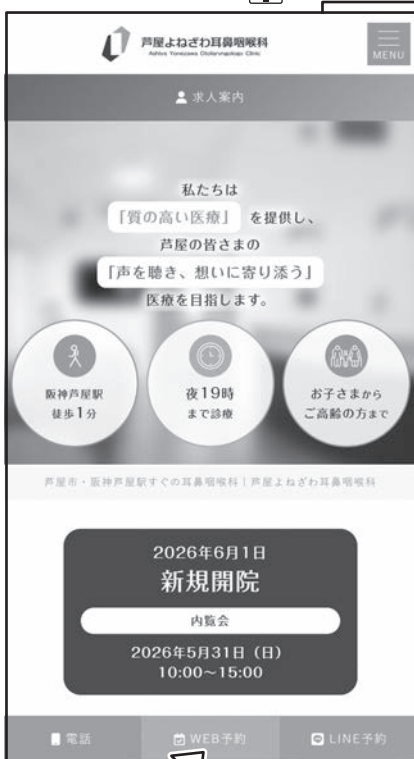 芦屋よねざわ耳鼻咽喉科
Ashiya Yonezawa Otolaryngology Clinic
MENU
求人案内
私たちは
「質の高い医療」 を提供し、
芦屋の皆さまの
「声を聴き、想いに寄り添う」
医療を目指します。
阪神芦屋駅
徒歩1分
夜19時
まで診療
お子さまから
ご高齢の方まで
芦屋市・阪神芦屋駅すぐの耳鼻咽喉科|芦屋よねざわ耳鼻咽喉科
2026年6月1日
新規開院
内覧会
2026年5月31日(日)
10:00~15:00
電話
WEB予約
LINE予約